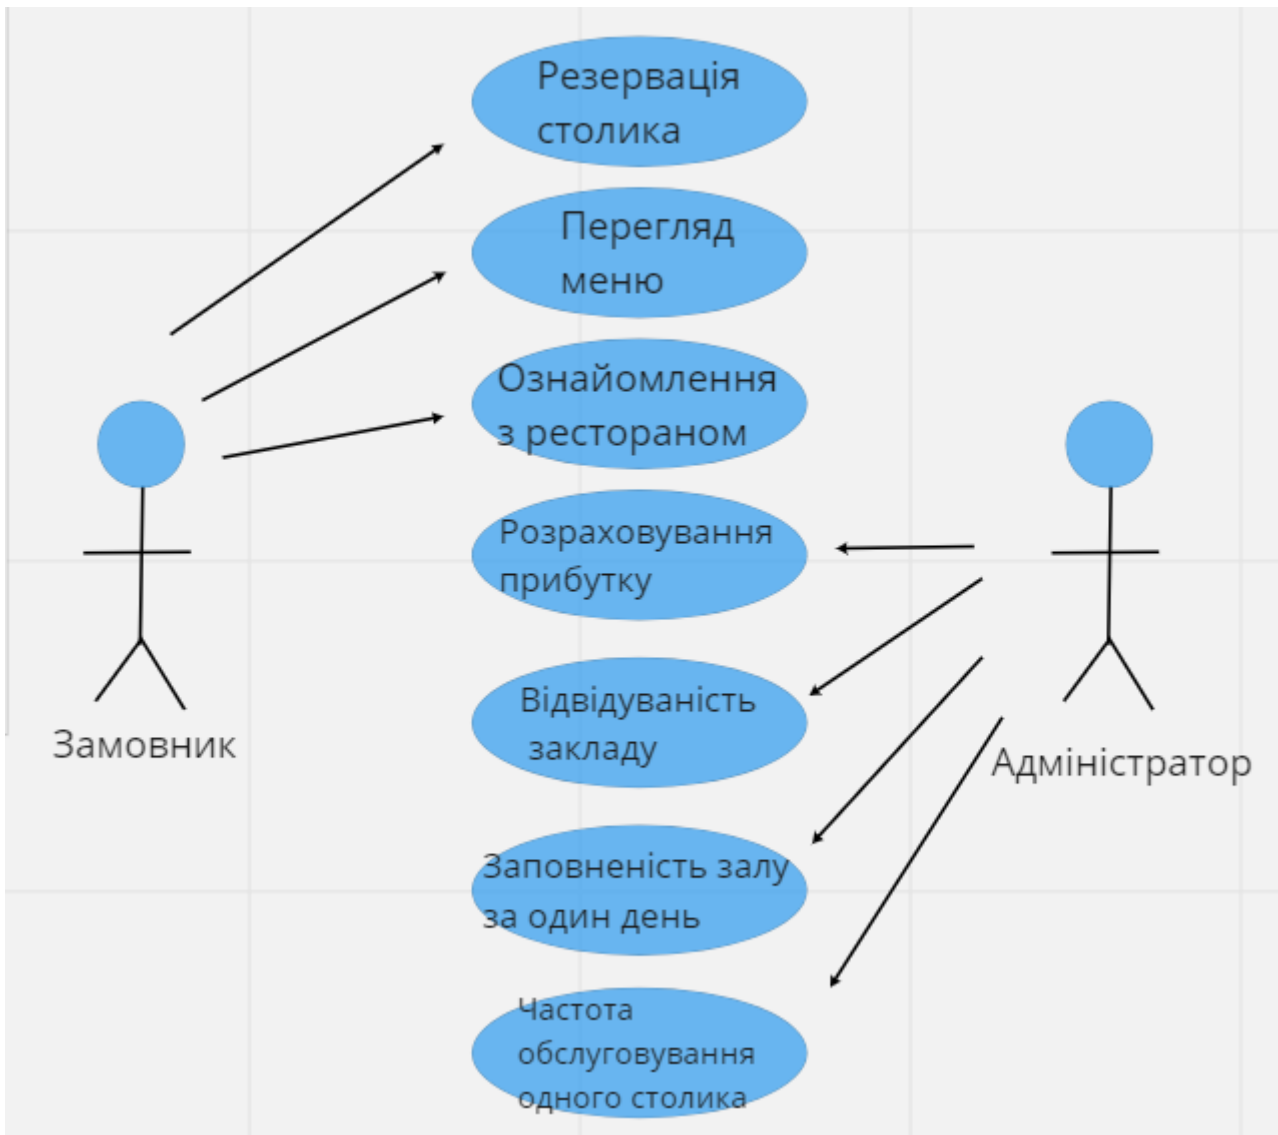 Резервація
столика
Перегляд
меню
Ознайомлення
з рестораном
Розраховування
прибутку
Відвідуваність
закладу
Замовник
Адміністратор
Заповненість залу
за один день
Частота
обслуговування
одного столика